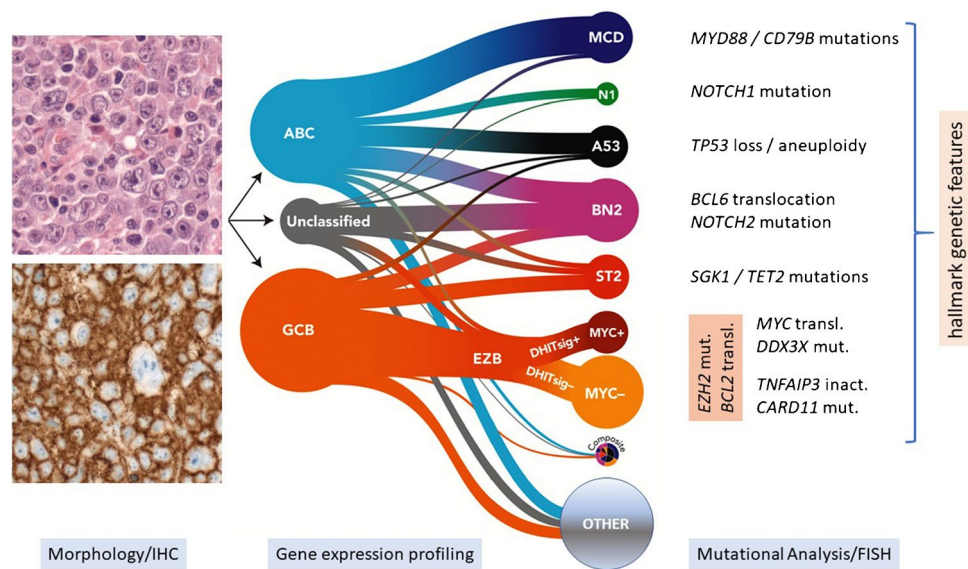 MCD
MYD88 / CD79B mutations
N1
NOTCH1 mutation
ABC
A53
TP53 loss / aneuploidy
Unclassified
BN2
BCL6 translocation
NOTCH2 mutation
ST2
SGK1 / TET2 mutations
GCB
EZB
DHITsig+
MYC+
DHITsig–
MYC–
EZH2 mut.
BCL2 transl.
MYC transl.
DDX3X mut.
TNFAIP3 inact.
CARD11 mut.
Composite
OTHER
hallmark genetic features
Morphology/IHC
Gene expression profiling
Mutational Analysis/FISH